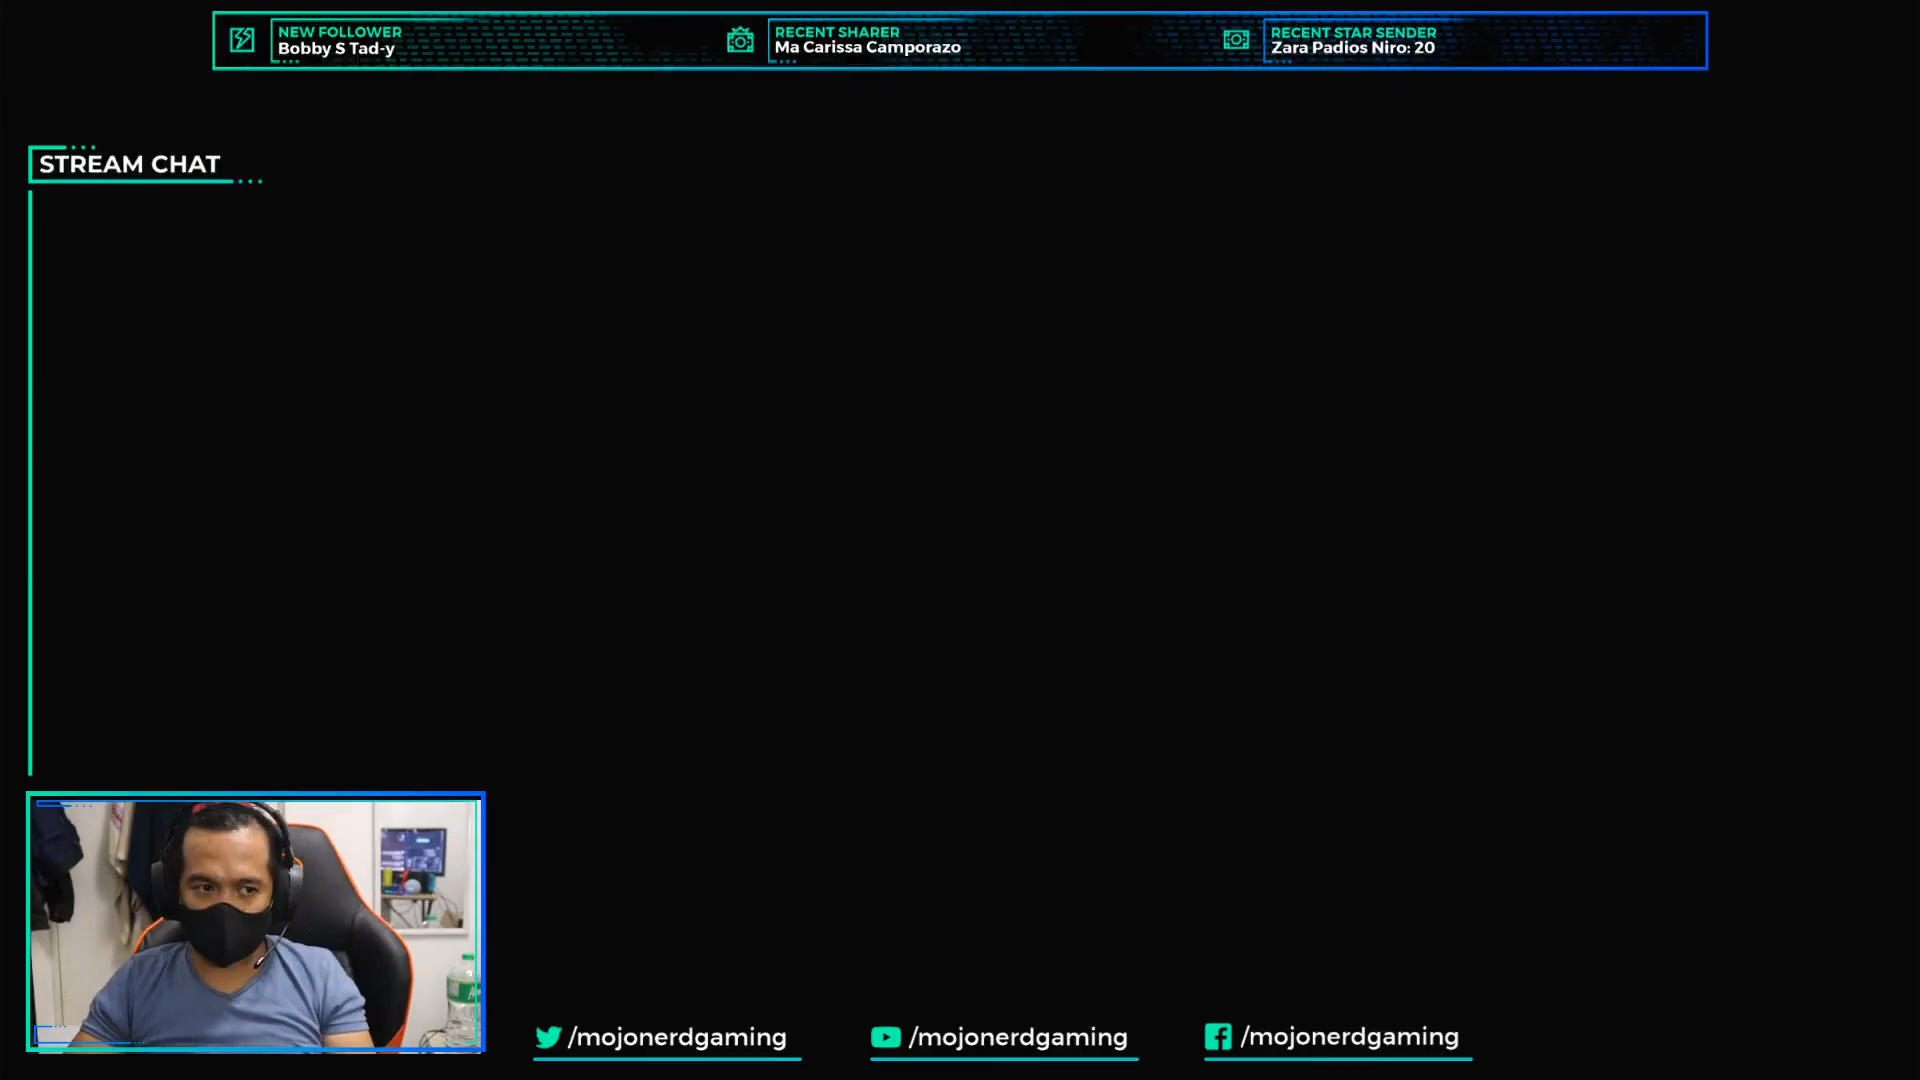 NEW FOLLOWER
Bobby S Tad-y
RECENT SHARER
Ma Carissa Camporazo
RECENT STAR SENDER
Zara Padios Niro: 20
STREAM CHAT
/mojonerdgaming
/mojonerdgaming
/mojonerdgaming